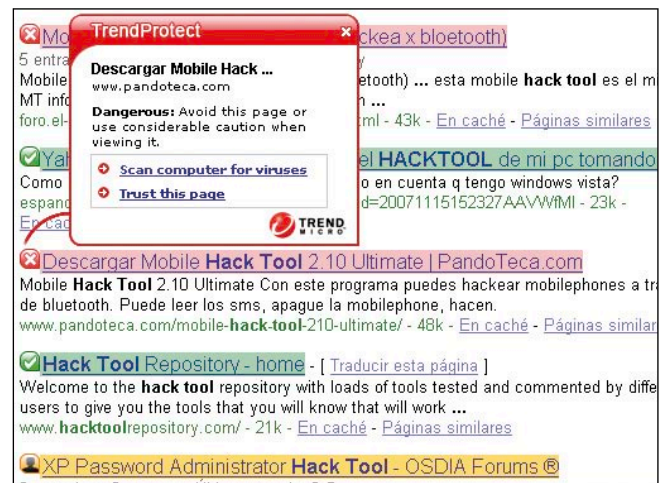 Mo
ckea x bloetooth)
TrendProtect
5 entra
Descargar Mobile Hack ...
www.pandoteca.com
Mobile
etooth) ... esta mobile hack tool es el m
MT info
Dangerous: Avoid this page or
use considerable caution when
viewing it.
foro.el-
tml - 43k - En caché - Páginas similares
Scan computer for viruses
Trust this page
Yah
el HACKTOOL de mi pc tomando
Como
o en cuenta q tengo windows vista?
espano
d=20071115152327AAVWfMI - 23k -
En cac
TREND
MICRO
Descargar Mobile Hack Tool 2.10 Ultimate | PandoTeca.com
Mobile Hack Tool 2.10 Ultimate Con este programa puedes hackear mobilephones a tra
de bluetooth. Puede leer los sms, apague la mobilephone, hacen.
www.pandoteca.com/mobile-hack-tool-210-ultimate/ - 48k - En caché - Páginas similar
Hack Tool Repository - home - [ Traducir esta página ]
Welcome to the hack tool repository with loads of tools tested and commented by diffe
users to give you the tools that you will know that will work ...
www.hacktoolrepository.com/ - 21k - En caché - Páginas similares
XP Password Administrator Hack Tool - OSDIA Forums ®